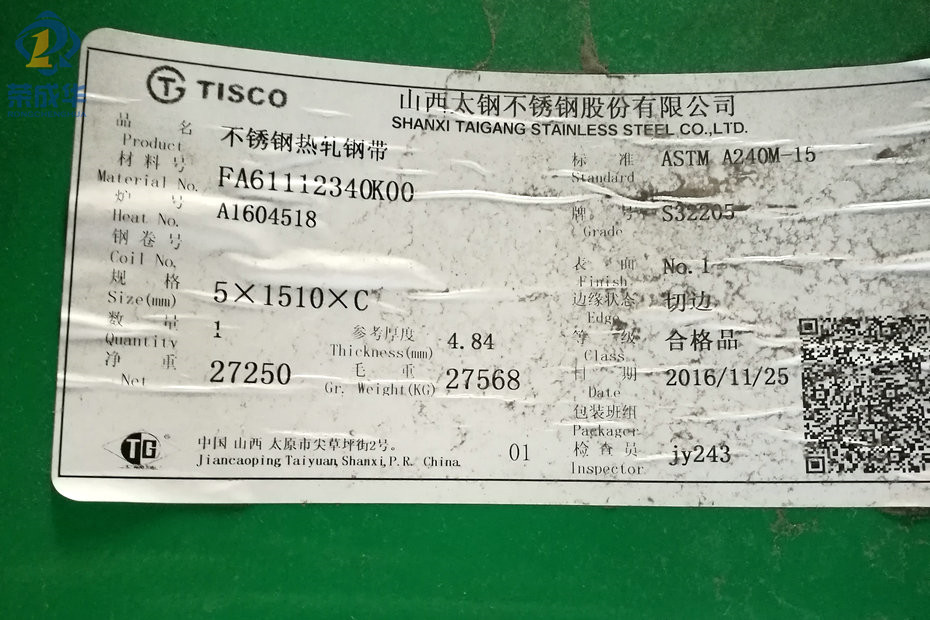 荣成华
TISCO
山西太钢不锈钢股份有限公司
SHANXI TAIGANG STAINLESS STEEL CO.,LTD.
品 名 不锈钢热轧钢带
Product
标 准 ASTM A240M-15
Standard
材料号 FA61112340K00
Material No.
牌 号 S32205
Grade
炉 号 A1604518
Heat No.
钢卷号
Coil No.
表 面 No.1
Finish
规 格 5×1510×C
Size(mm)
边缘状态 切边
Edge
数 量 1
Quantity
参考厚度 4.84
Thickness(mm)
等 级 合格品
Class
净 重 27250
Net
毛 重 27568
Gr. Weight(KG)
日 期 2016/11/25
Date
包装班组
Packager
检查员 jy243
Inspector
TG
中国 山西 太原市尖草坪街2号。
Jiancaoping,Taiyuan,Shanxi,P.R. China
01